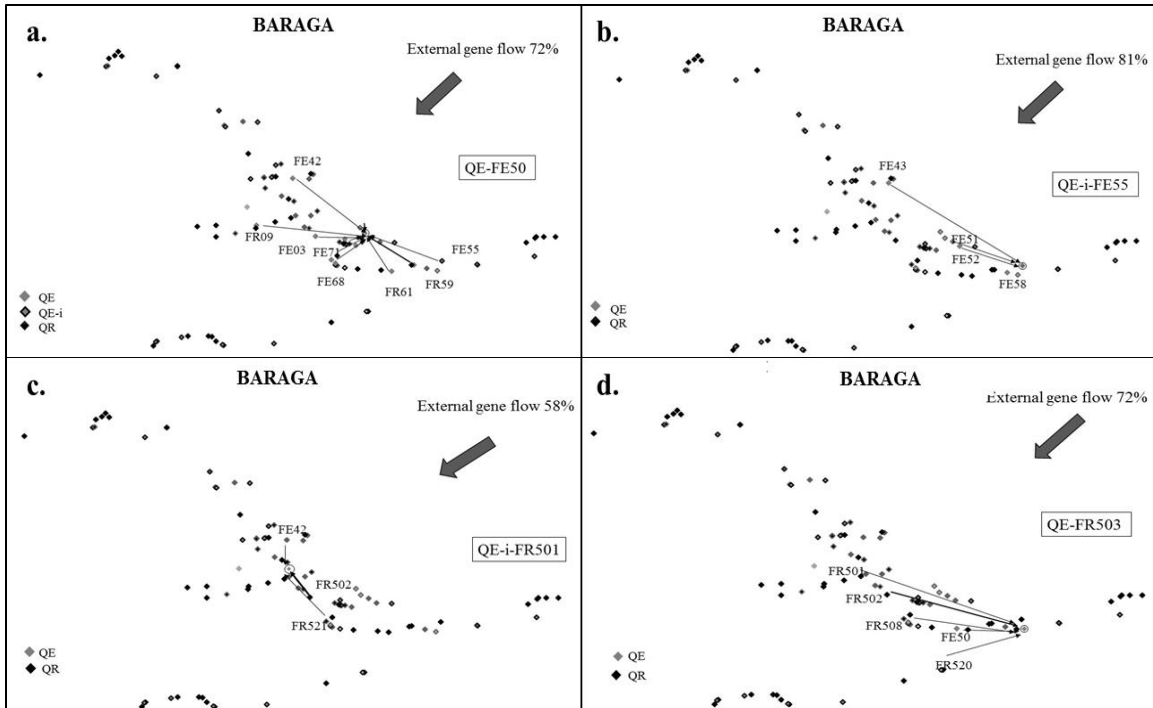 a.
BARAGA
External gene flow 72%
QE-FE50
FE42
FR09
FE03
FE71
FE68
FR61
FR59
FE55
QE
QE-i
QR
b.
BARAGA
External gene flow 81%
QE-i-FE55
FE43
FE51
FE52
FE58
QE
QR
c.
BARAGA
External gene flow 58%
QE-i-FR501
FE42
FR502
FR521
QE
QR
d.
BARAGA
External gene flow 72%
QE-FR503
FR501
FR502
FR508
FE50
FR520
QE
QR